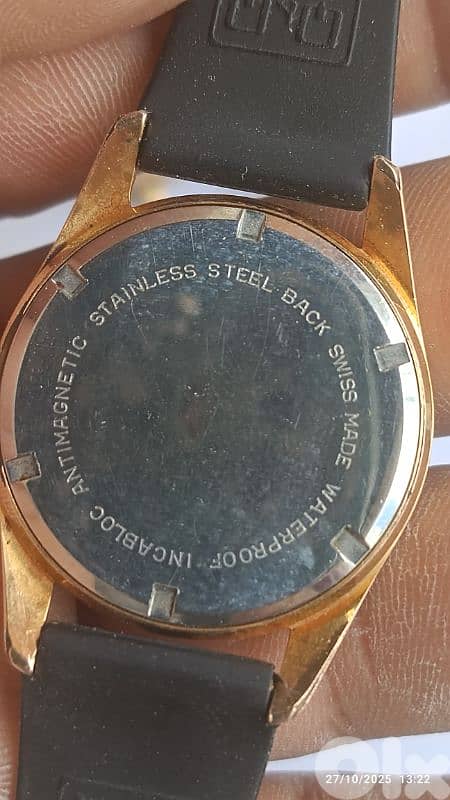 STAINLESS STEEL BACK SWISS MADE WATERPROOF INCABLOC ANTIMAGNETIC
olx
27/10/2025 13:22